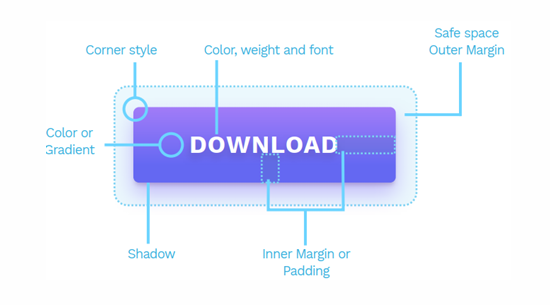 Safe space
Outer Margin
Corner style
Color, weight and font
Color or
Gradient
DOWNLOAD
Shadow
Inner Margin or
Padding